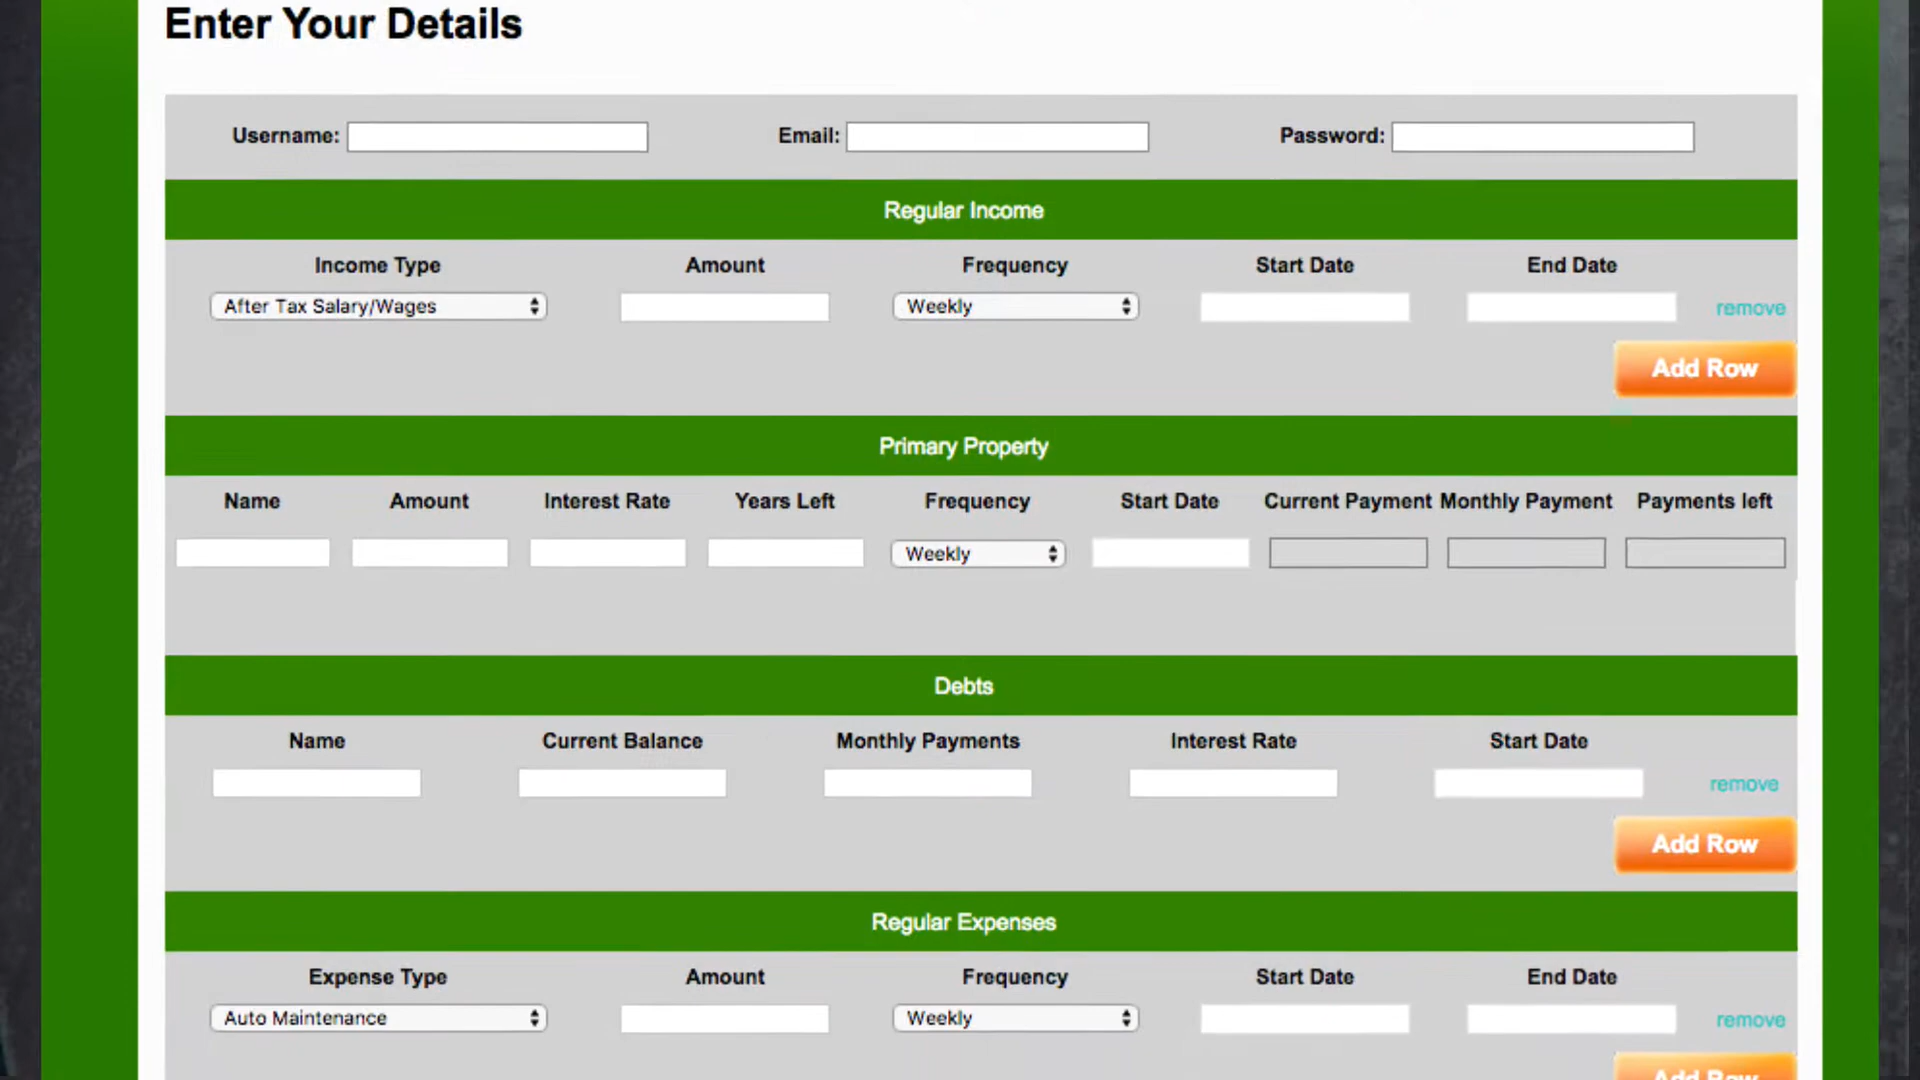 Enter Your Details
Username: Email: Password:
Regular Income
Income Type Amount Frequency Start Date End Date
After Tax Salary/Wages Weekly remove
Add Row
Primary Property
Name Amount Interest Rate Years Left Frequency Start Date Current Payment Monthly Payment Payments left
Weekly
Debts
Name Current Balance Monthly Payments Interest Rate Start Date
remove
Add Row
Regular Expenses
Expense Type Amount Frequency Start Date End Date
Auto Maintenance Weekly remove
Add Row